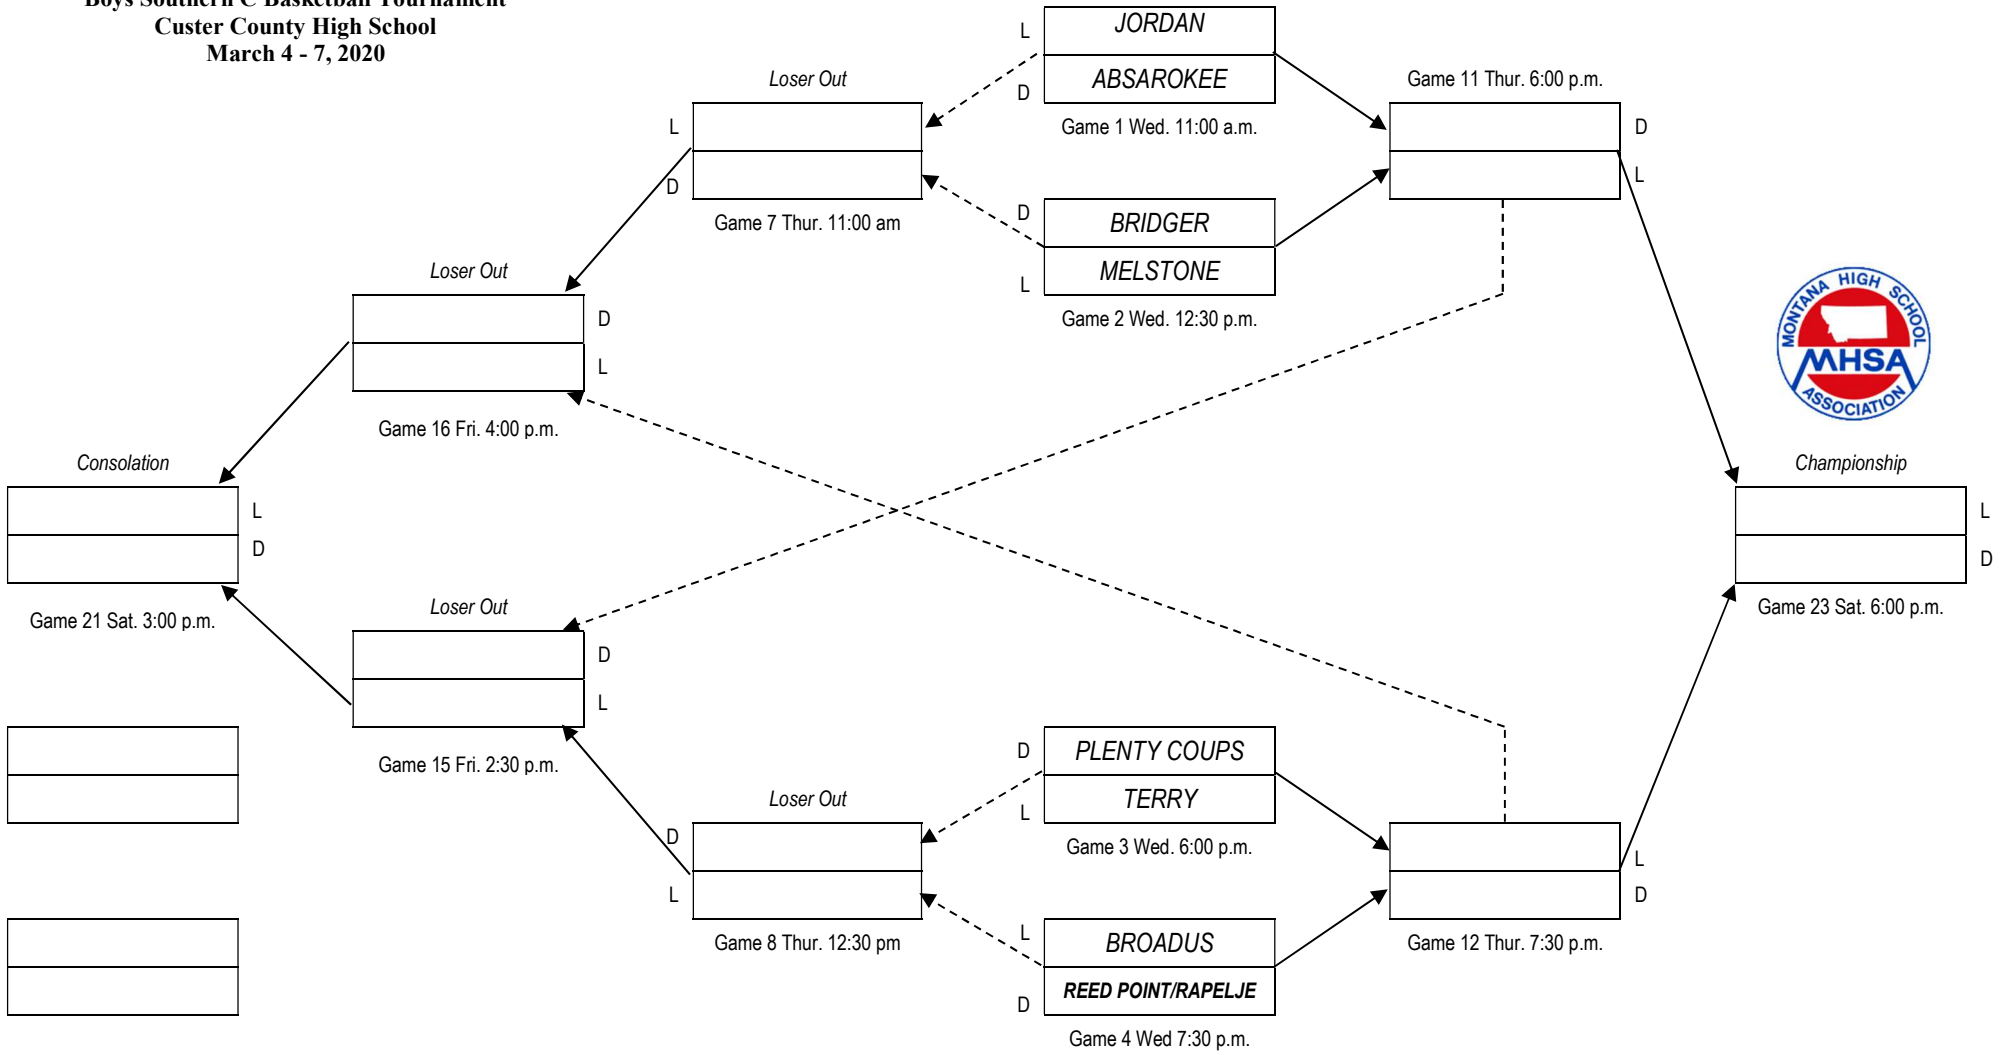 Boys Southern C Basketball Tournament
Custer County High School
March 4 - 7, 2020
L
JORDAN
D
ABSAROKEE
Game 1 Wed. 11:00 a.m.
Loser Out
L
D
Game 7 Thur. 11:00 am
Game 11 Thur. 6:00 p.m.
D
L
D
BRIDGER
L
MELSTONE
Game 2 Wed. 12:30 p.m.
Loser Out
D
L
Game 16 Fri. 4:00 p.m.
MONTANA HIGH SCHOOL
MHSA
ASSOCIATION
Consolation
L
D
Game 21 Sat. 3:00 p.m.
Championship
L
D
Game 23 Sat. 6:00 p.m.
Loser Out
D
L
Game 15 Fri. 2:30 p.m.
D
PLENTY COUPS
L
TERRY
Game 3 Wed. 6:00 p.m.
Loser Out
D
L
Game 8 Thur. 12:30 pm
L
D
Game 12 Thur. 7:30 p.m.
L
BROADUS
D
REED POINT/RAPELJE
Game 4 Wed 7:30 p.m.